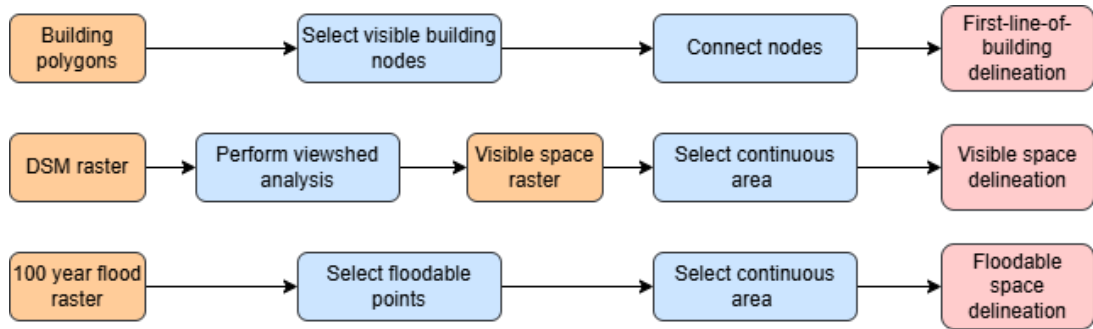 Building
polygons
Select visible building
nodes
Connect nodes
First-line-of-
building
delineation
DSM raster
Perform viewshed
analysis
Visible space
raster
Select continuous
area
Visible space
delineation
100 year flood
raster
Select floodable
points
Select continuous
area
Floodable
space
delineation